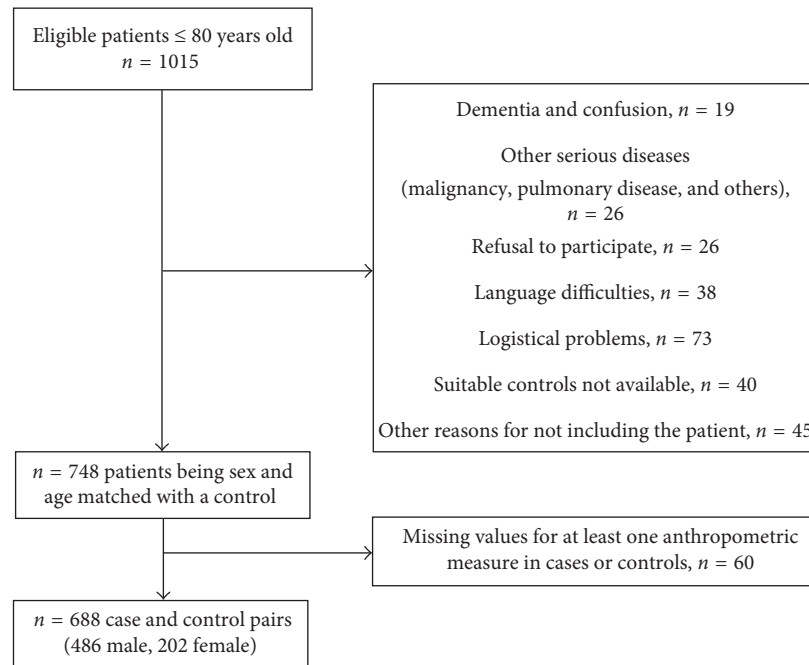 Eligible patients ≤ 80 years old
n = 1015
Dementia and confusion, n = 19
Other serious diseases
(malignancy, pulmonary disease, and others),
n = 26
Refusal to participate, n = 26
Language difficulties, n = 38
Logistical problems, n = 73
Suitable controls not available, n = 40
Other reasons for not including the patient, n = 45
n = 748 patients being sex and
age matched with a control
Missing values for at least one anthropometric
measure in cases or controls, n = 60
n = 688 case and control pairs
(486 male, 202 female)